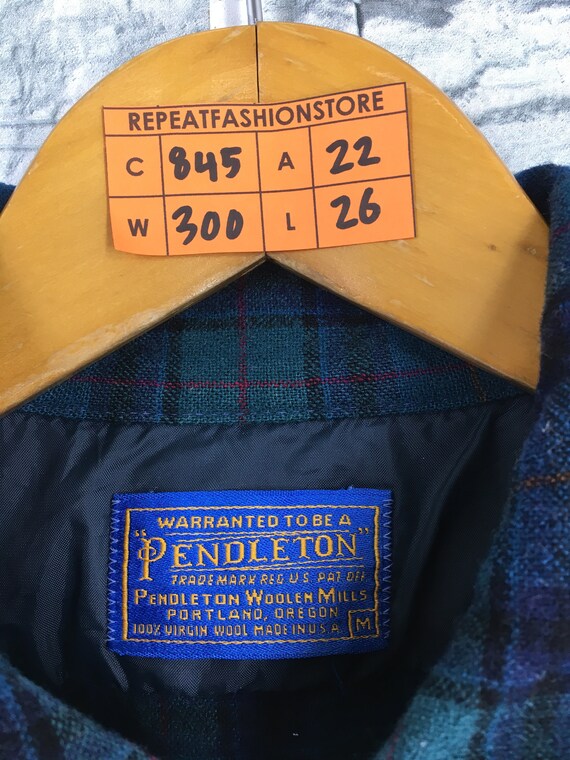 REPEATFASHIONSTORE
C 845 A 22
W 300 L 26
WARRANTED TO BE A
"PENDLETON"
TRADE MARK REG U.S. PAT. OFF.
PENDLETON WOOLEN MILLS
PORTLAND, OREGON
100% VIRGIN WOOL MADE IN U.S.A. M